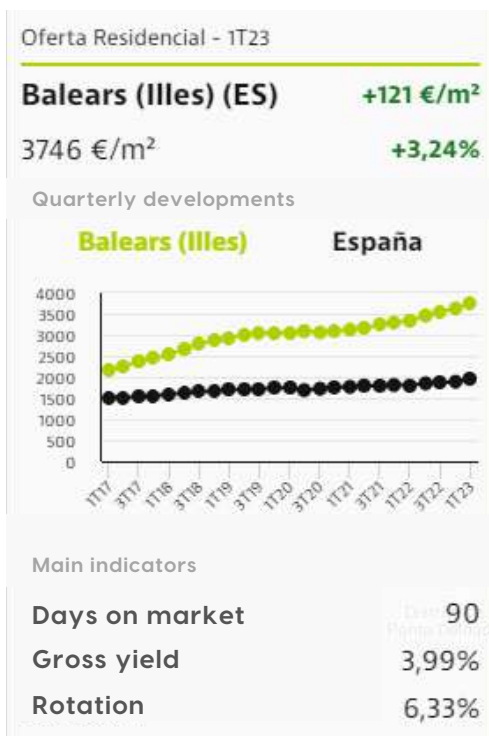 Oferta Residencial - 1T23
Balears (Illes) (ES) +121 €/m²
3746 €/m² +3,24%
Quarterly developments
Balears (Illes) España
4000
3500
3000
2500
2000
1500
1000
500
0
1T17 3T17 1T18 3T18 1T19 3T19 1T20 3T20 1T21 3T21 1T22 3T22 1T23
Main indicators
Days on market 90
Gross yield 3,99%
Rotation 6,33%